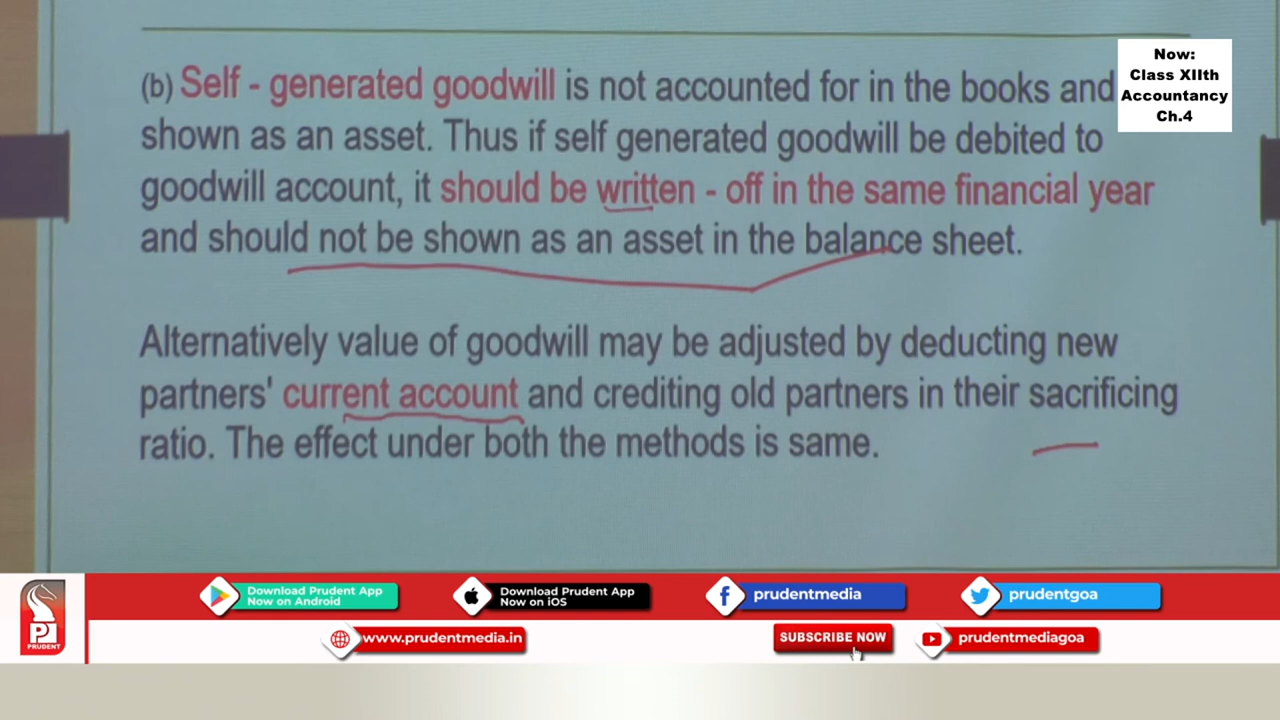 (b) Self - generated goodwill is not accounted for in the books and
shown as an asset. Thus if self generated goodwill be debited to
goodwill account, it should be written - off in the same financial year
and should not be shown as an asset in the balance sheet.
Alternatively value of goodwill may be adjusted by deducting new
partners' current account and crediting old partners in their sacrificing
ratio. The effect under both the methods is same.
Now:
Class XIIth
Accountancy
Ch.4
Download Prudent App
Now on Android
Download Prudent App
Now on iOS
prudentmedia
prudentgoa
PRUDENT
www.prudentmedia.in
SUBSCRIBE NOW
prudentmediagoa